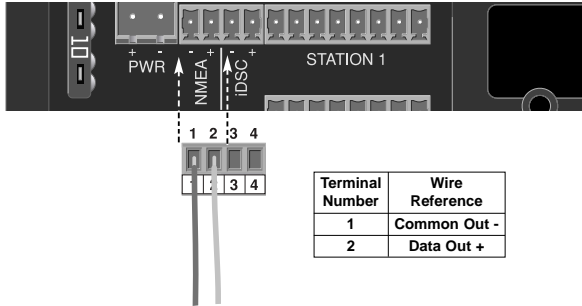 10
+ - - + - +
PWR NMEA iDSC STATION 1
1 2 3 4
1 2 3 4
Terminal Number Wire Reference
1 Common Out -
2 Data Out +